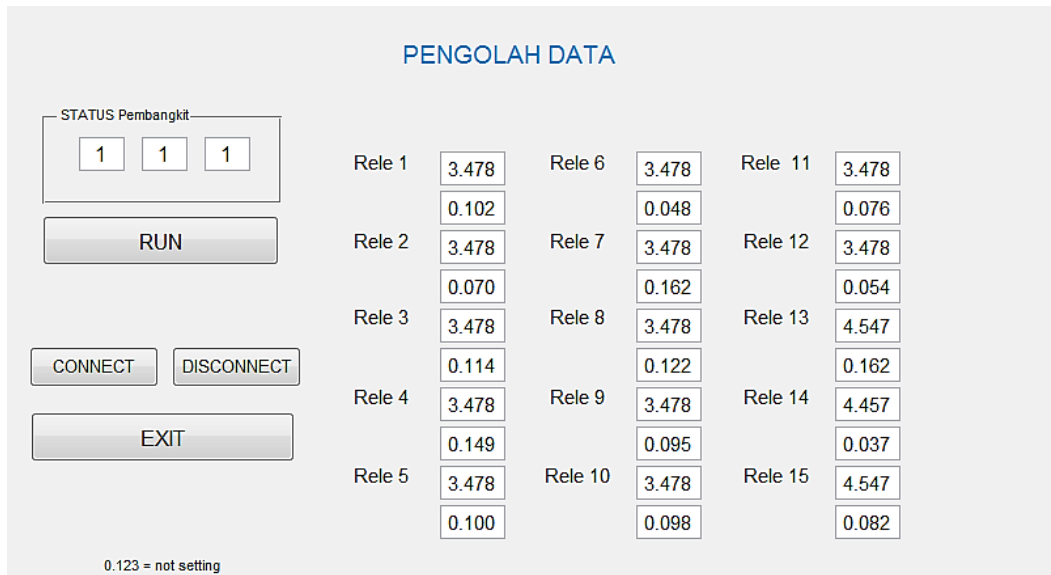 PENGOLAH DATA
STATUS Pembangkit
1 1 1
RUN
CONNECT DISCONNECT
EXIT
0.123 = not setting
Rele 1 3.478
0.102
Rele 2 3.478
0.070
Rele 3 3.478
0.114
Rele 4 3.478
0.149
Rele 5 3.478
0.100
Rele 6 3.478
0.048
Rele 7 3.478
0.162
Rele 8 3.478
0.122
Rele 9 3.478
0.095
Rele 10 3.478
0.098
Rele 11 3.478
0.076
Rele 12 3.478
0.054
Rele 13 4.547
0.162
Rele 14 4.457
0.037
Rele 15 4.547
0.082